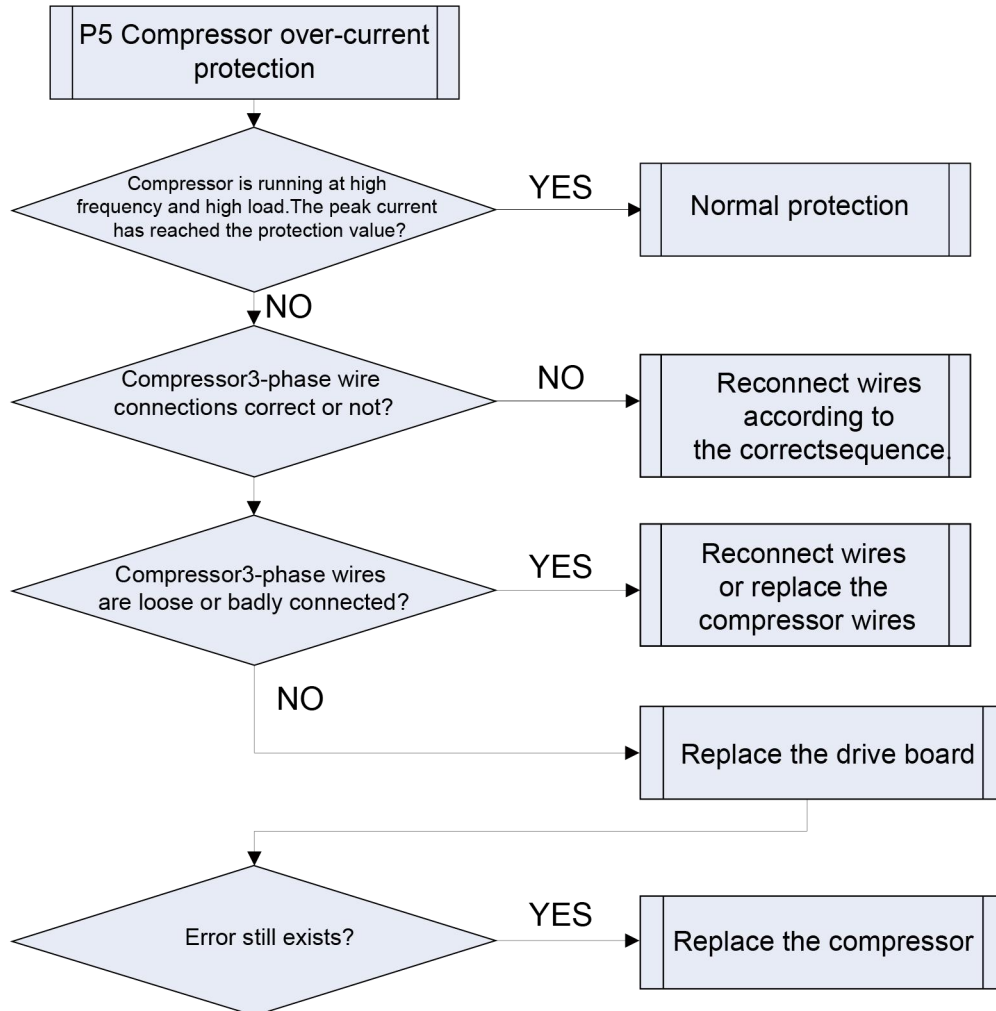 P5 Compressor over-current
protection
Compressor is running at high
frequency and high load.The peak current
has reached the protection value?
YES
Normal protection
NO
Compressor3-phase wire
connections correct or not?
NO
Reconnect wires
according to
the correctsequence.
Compressor3-phase wires
are loose or badly connected?
YES
Reconnect wires
or replace the
compressor wires
NO
Replace the drive board
Error still exists?
YES
Replace the compressor